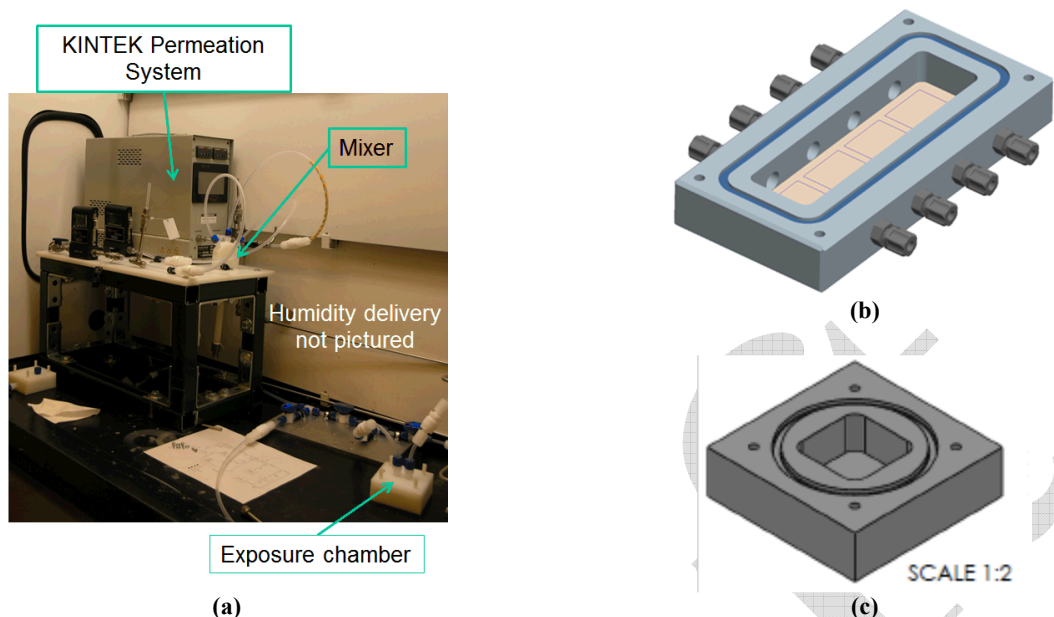 KINTEK Permeation
System
Mixer
Humidity delivery
not pictured
Exposure chamber
(a)
(b)
SCALE 1:2
(c)